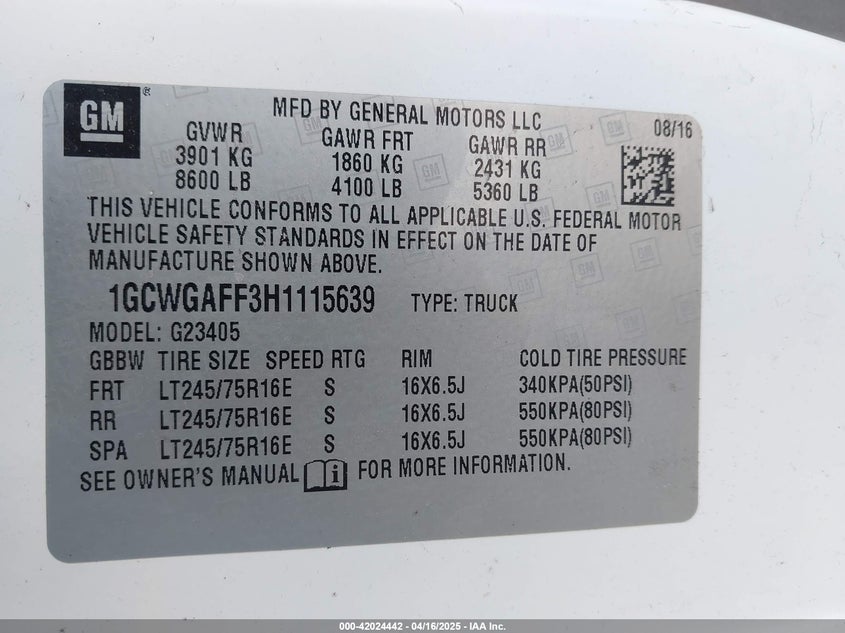 GM ®
MFD BY GENERAL MOTORS LLC
08/16
GVWR GAWR FRT GAWR RR
3901 KG 1860 KG 2431 KG
8600 LB 4100 LB 5360 LB
THIS VEHICLE CONFORMS TO ALL APPLICABLE U.S. FEDERAL MOTOR
VEHICLE SAFETY STANDARDS IN EFFECT ON THE DATE OF
MANUFACTURE SHOWN ABOVE.
1GCWGAFF3H1115639 TYPE: TRUCK
MODEL: G23405
GBBW TIRE SIZE SPEED RTG RIM COLD TIRE PRESSURE
FRT LT245/75R16E S 16X6.5J 340KPA(50PSI)
RR LT245/75R16E S 16X6.5J 550KPA(80PSI)
SPA LT245/75R16E S 16X6.5J 550KPA(80PSI)
SEE OWNER'S MANUAL i FOR MORE INFORMATION.
000-42024442 - 04/16/2025 - IAA Inc.